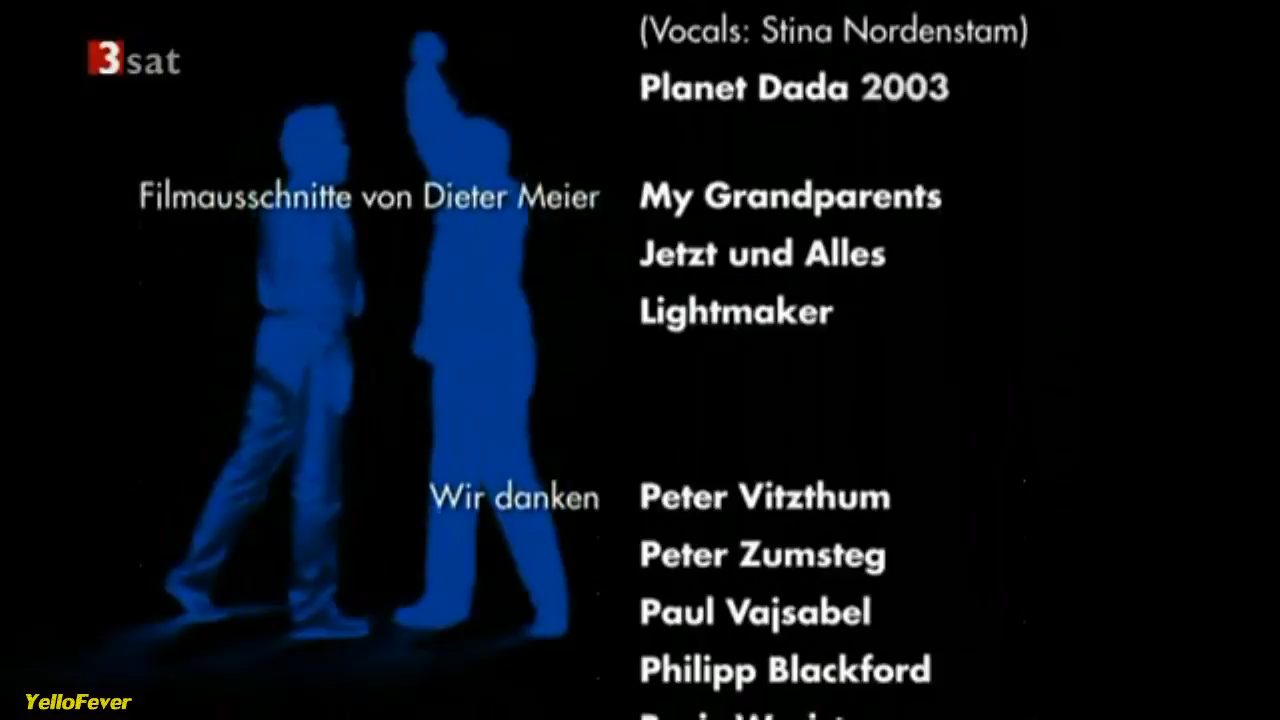 3sat
(Vocals: Stina Nordenstam)
Planet Dada 2003
Filmausschnitte von Dieter Meier My Grandparents
Jetzt und Alles
Lightmaker
Wir danken Peter Vitzthum
Peter Zumsteg
Paul Vajsabel
Philipp Blackford
YelloFever